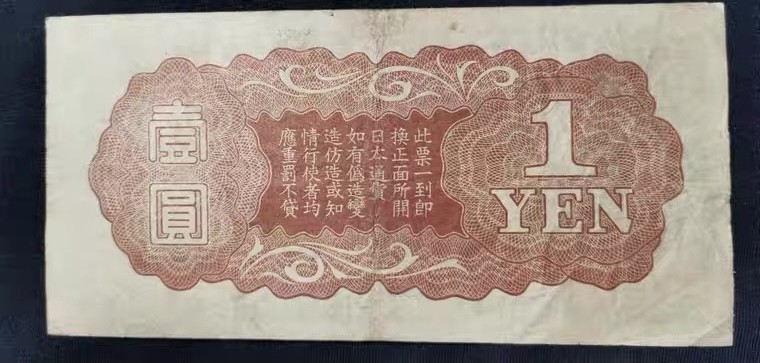 壹圓
此票一到即
換正面所開
日本通貨
如有偽造變
造仿造或知
情行使者均
應重罰不貸
1
YEN